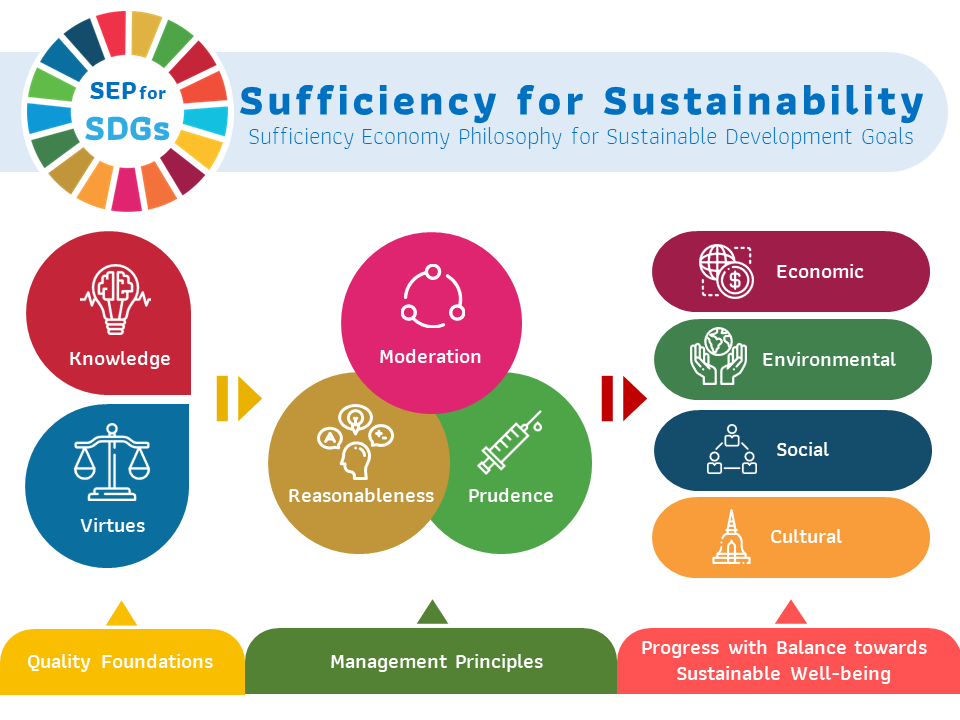 SEP for
SDGs
Sufficiency for Sustainability
Sufficiency Economy Philosophy for Sustainable Development Goals
Knowledge
Virtues
Moderation
A
Reasonableness
Prudence
$
Economic
Environmental
Social
Cultural
Quality Foundations
Management Principles
Progress with Balance towards
Sustainable Well-being